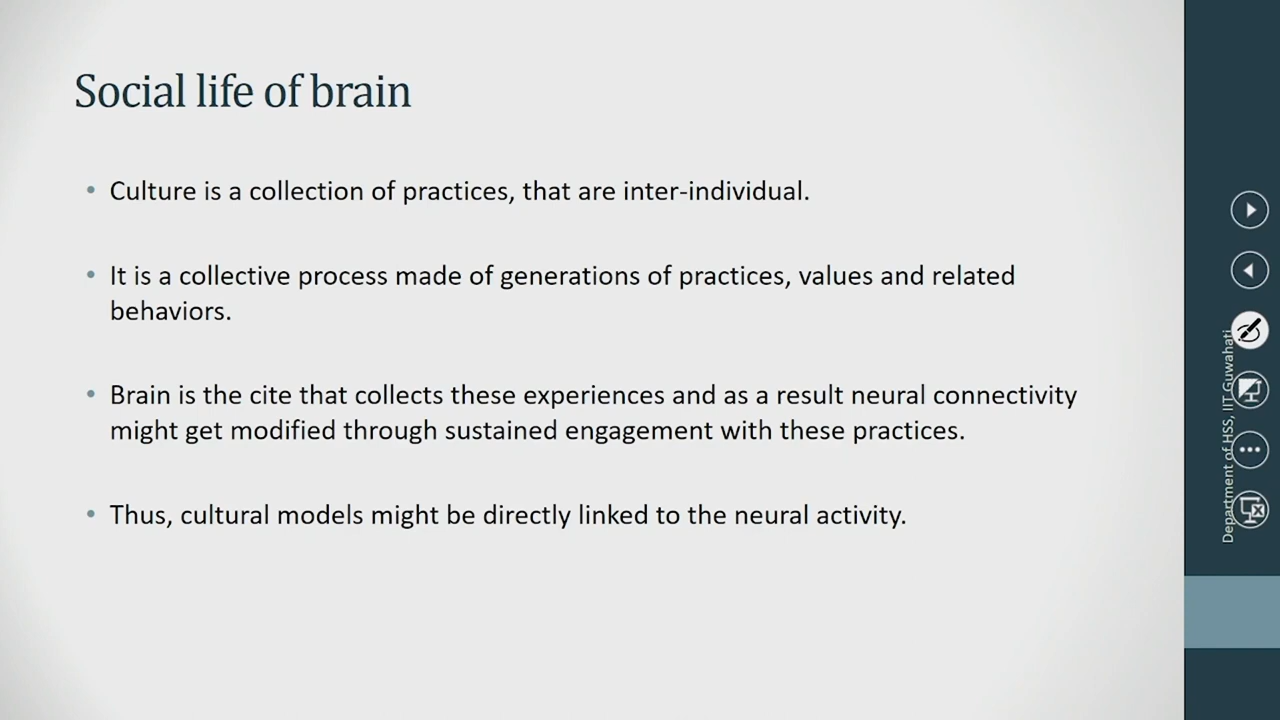 Social life of brain
• Culture is a collection of practices, that are inter-individual.
• It is a collective process made of generations of practices, values and related
behaviors.
• Brain is the cite that collects these experiences and as a result neural connectivity
might get modified through sustained engagement with these practices.
• Thus, cultural models might be directly linked to the neural activity.
Department of HSS, IIT Guwahati